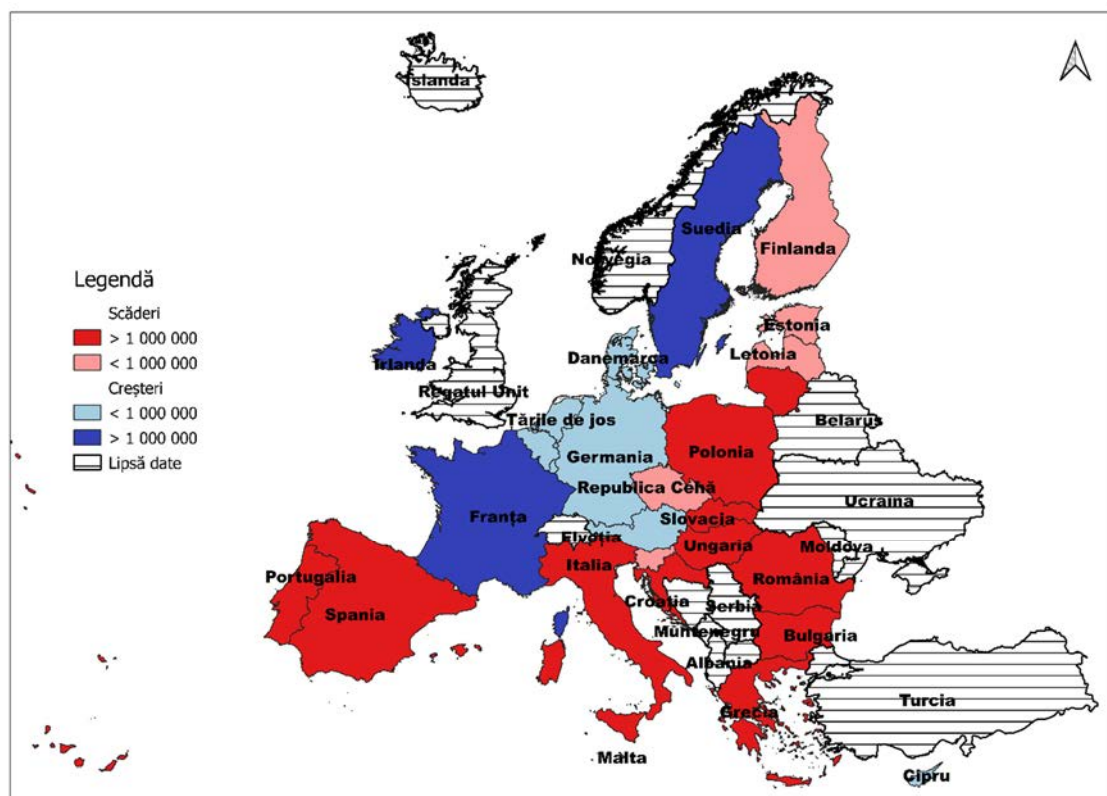 Islanda
Suedia
Norvegia
Finlanda
Legendă
Scăderi
> 1 000 000
< 1 000 000
Creșteri
< 1 000 000
> 1 000 000
Lipsă date
Estonia
Letonia
Danemarca
Irlanda
Regatul Unit
Țările de jos
Belarus
Polonia
Germania
Republica Cehă
Ucraina
Franța
Slovacia
Elveția
Ungaria
Moldova
Italia
România
Portugalia
Spania
Croația
Serbia
Muntenegru
Bulgaria
Albania
Turcia
Grecia
Malta
Cipru